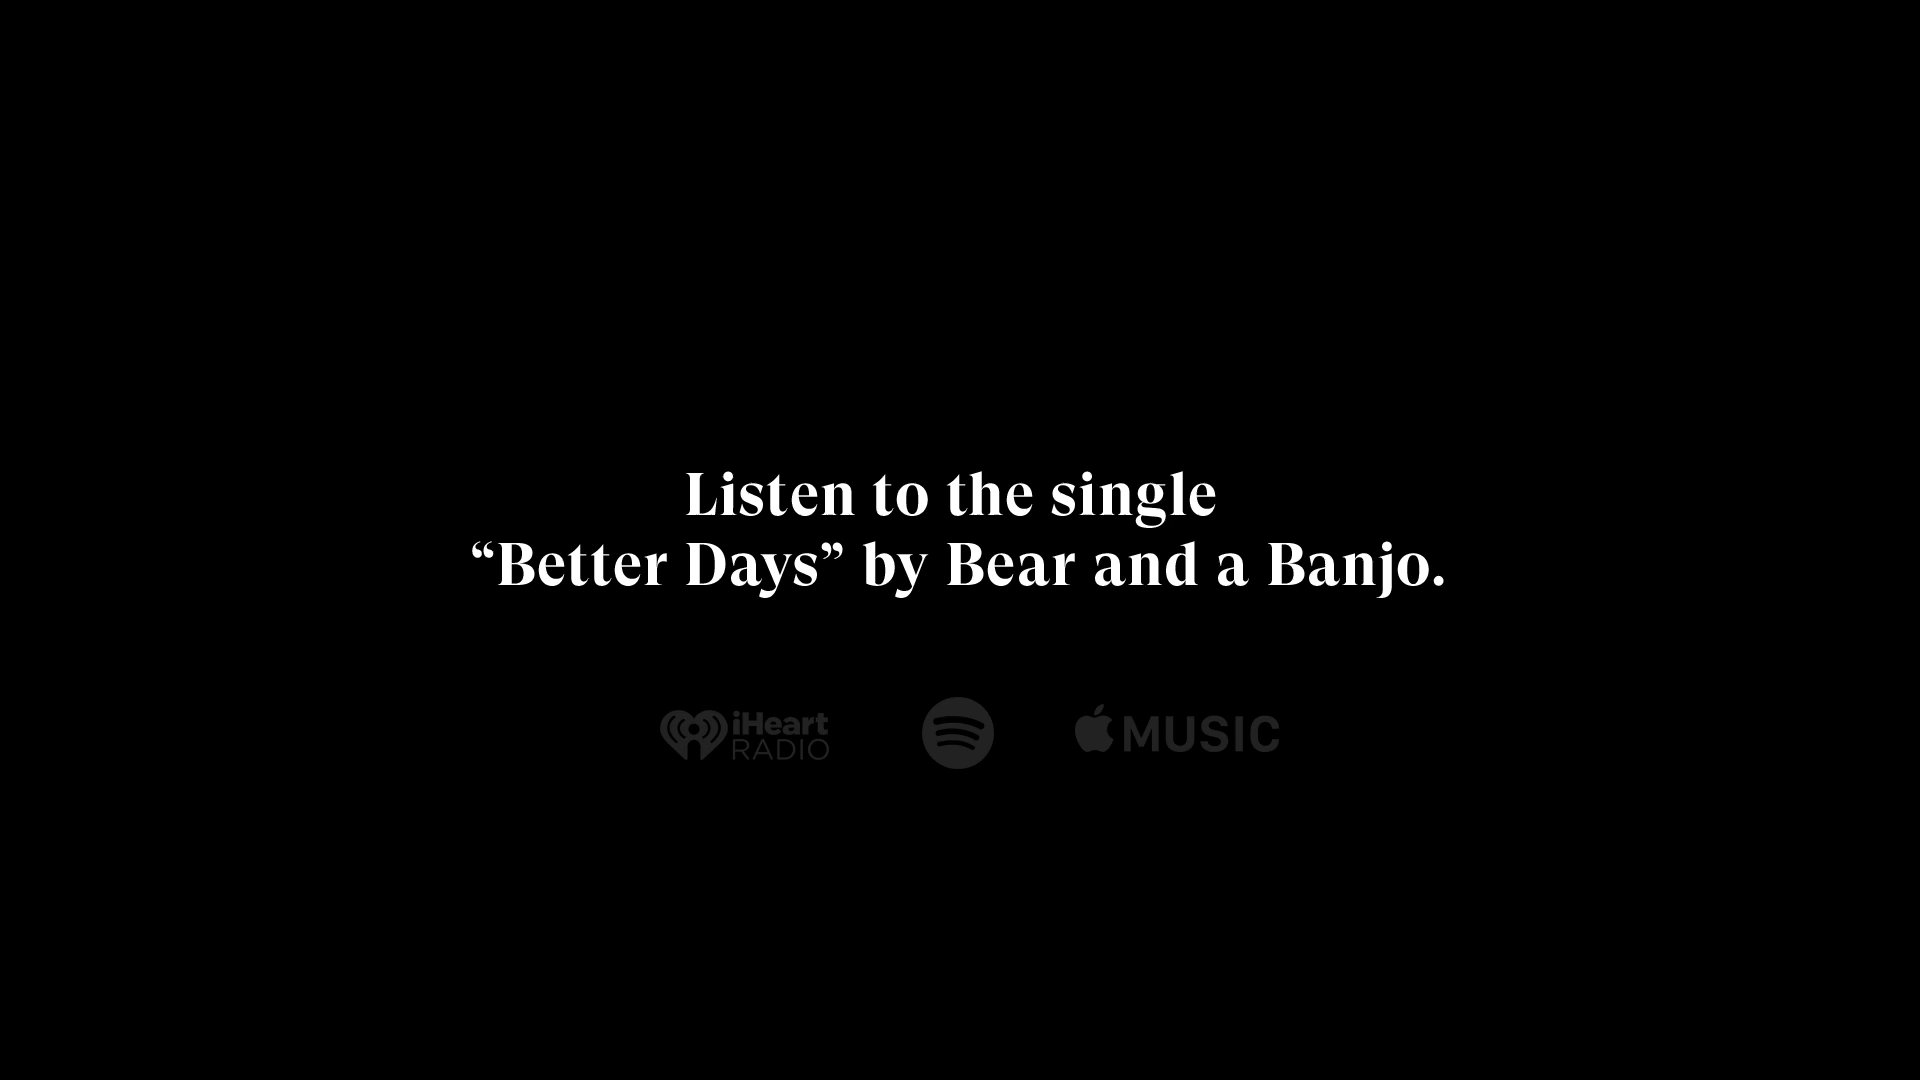 Listen to the single
“Better Days” by Bear and a Banjo.
iHeart RADIO
MUSIC